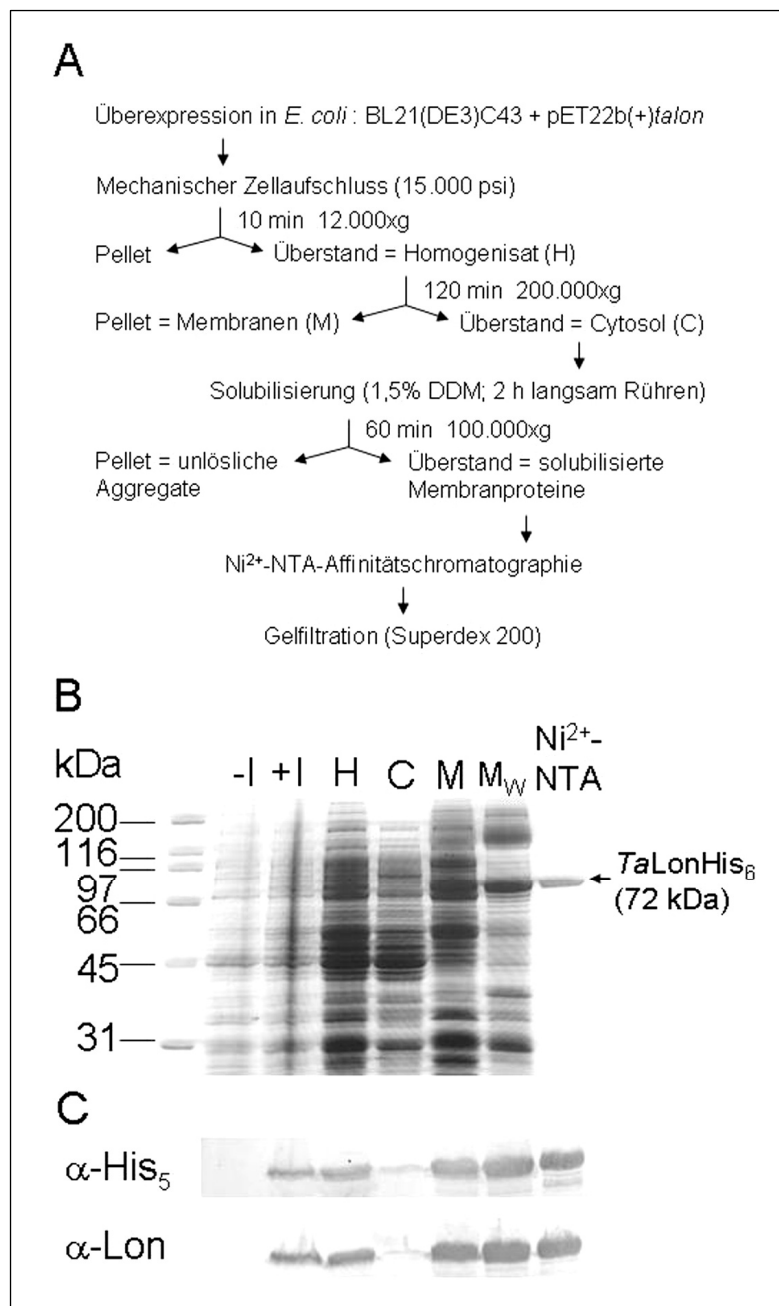 A
Überexpression in E. coli : BL21(DE3)C43 + pET22b(+)talon
Mechanischer Zellaufschluss (15.000 psi)
10 min 12.000xg
Pellet
Überstand = Homogenisat (H)
120 min 200.000xg
Pellet = Membranen (M)
Überstand = Cytosol (C)
Solubilisierung (1,5% DDM; 2 h langsam Rühren)
60 min 100.000xg
Pellet = unlösliche
Aggregate
Überstand = solubilisierte
Membranproteine
Ni²⁺-NTA-Affinitätschromatographie
Gelfiltration (Superdex 200)
B
kDa
-I +I H C M M_W Ni²⁺-
NTA
200
116
97
66
45
31
TaLonHis₆
(72 kDa)
C
α-His₅
α-Lon